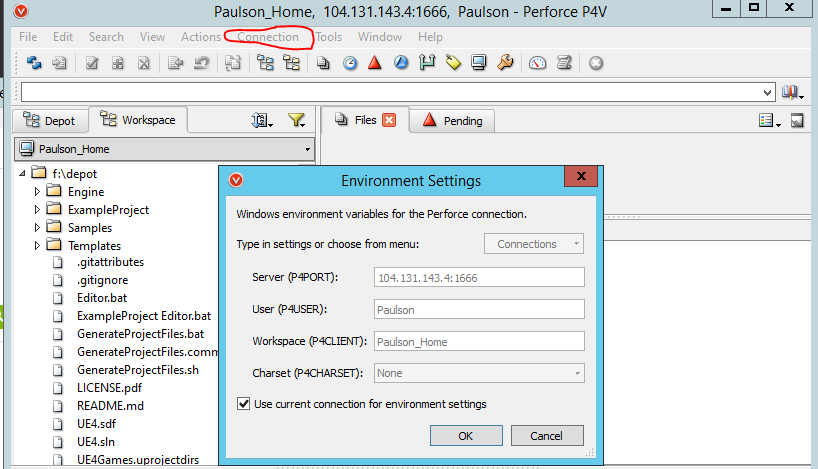 Paulson_Home, 104.131.143.4:1666, Paulson - Perforce P4V
File Edit Search View Actions Connection Tools Window Help
Depot Workspace Files Pending
Paulson_Home
f:\depot
Engine
ExampleProject
Samples
Templates
.gitattributes
.gitignore
Editor.bat
ExampleProject Editor.bat
GenerateProjectFiles.bat
GenerateProjectFiles.comm
GenerateProjectFiles.sh
LICENSE.pdf
README.md
UE4.sdf
UE4.sln
UE4Games.uprojectdirs
Environment Settings
Windows environment variables for the Perforce connection.
Type in settings or choose from menu: Connections
Server (P4PORT): 104.131.143.4:1666
User (P4USER): Paulson
Workspace (P4CLIENT): Paulson_Home
Charset (P4CHARSET): None
Use current connection for environment settings
OK Cancel